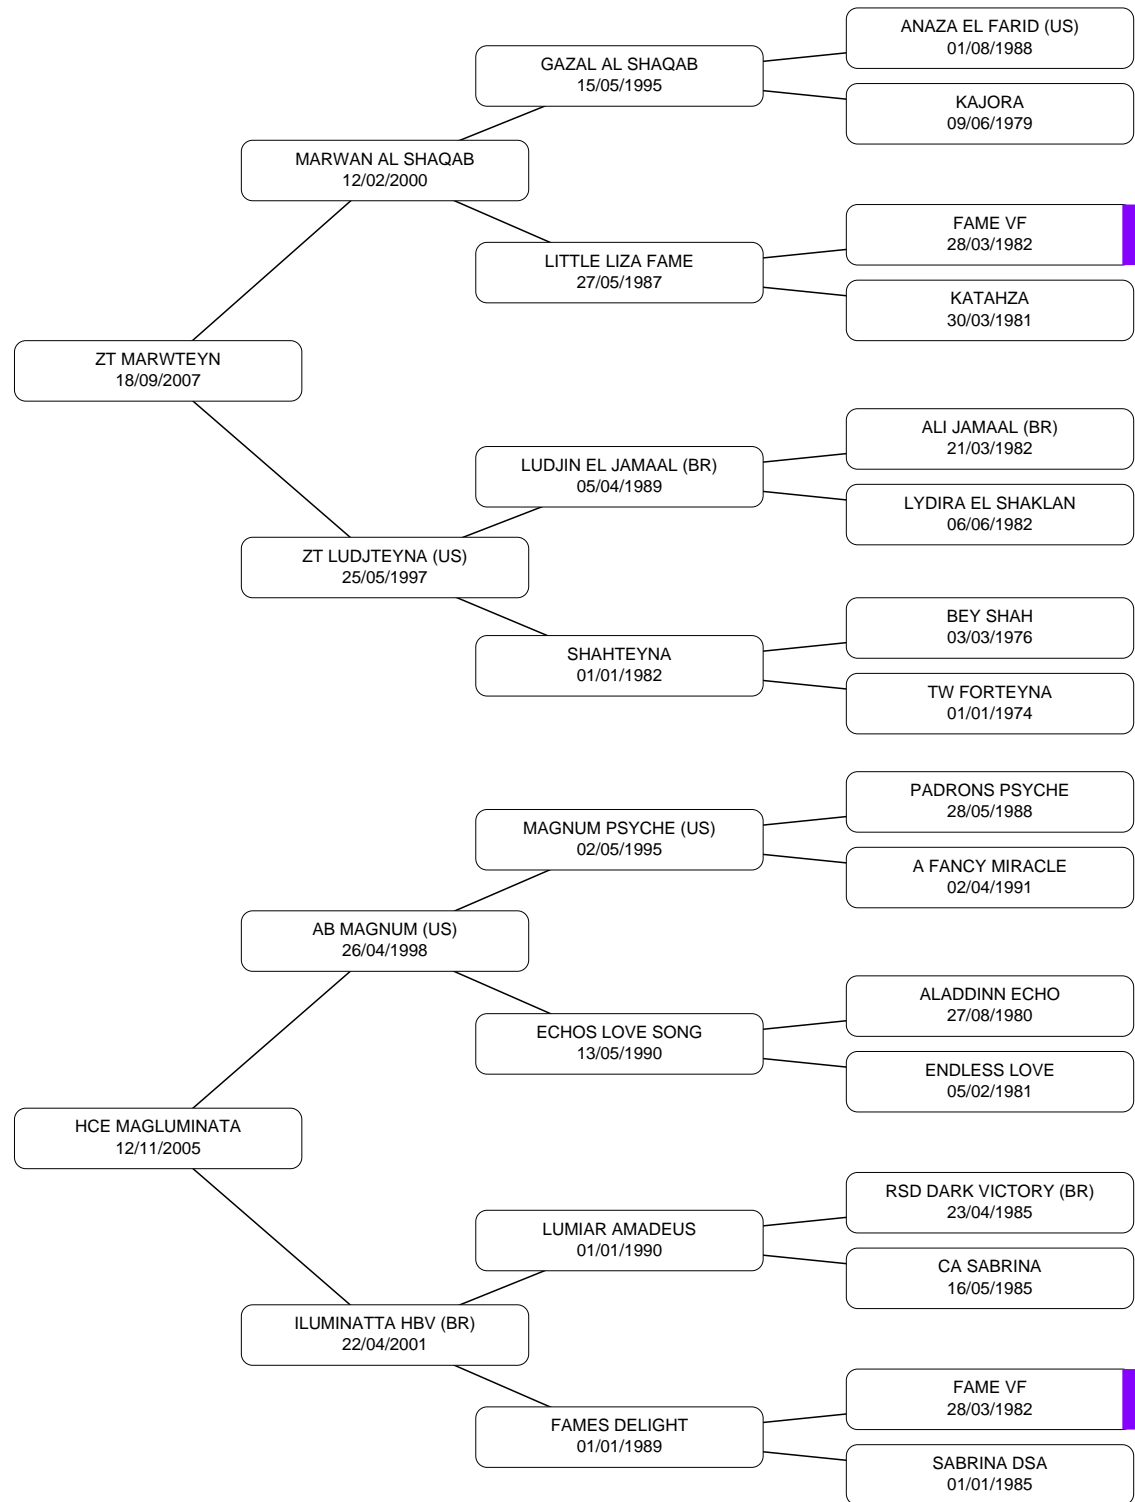 ANAZA EL FARID (US)
01/08/1988
GAZAL AL SHAQAB
15/05/1995
KAJORA
09/06/1979
MARWAN AL SHAQAB
12/02/2000
FAME VF
28/03/1982
LITTLE LIZA FAME
27/05/1987
KATAHZA
30/03/1981
ZT MARWTEYN
18/09/2007
ALI JAMAAL (BR)
21/03/1982
LUDJIN EL JAMAAL (BR)
05/04/1989
LYDIRA EL SHAKLAN
06/06/1982
ZT LUDJTEYNA (US)
25/05/1997
BEY SHAH
03/03/1976
SHAHTEYNA
01/01/1982
TW FORTEYNA
01/01/1974
PADRONS PSYCHE
28/05/1988
MAGNUM PSYCHE (US)
02/05/1995
A FANCY MIRACLE
02/04/1991
AB MAGNUM (US)
26/04/1998
ALADDINN ECHO
27/08/1980
ECHOS LOVE SONG
13/05/1990
ENDLESS LOVE
05/02/1981
HCE MAGLUMINATA
12/11/2005
RSD DARK VICTORY (BR)
23/04/1985
LUMIAR AMADEUS
01/01/1990
CA SABRINA
16/05/1985
ILUMINATTA HBV (BR)
22/04/2001
FAME VF
28/03/1982
FAMES DELIGHT
01/01/1989
SABRINA DSA
01/01/1985